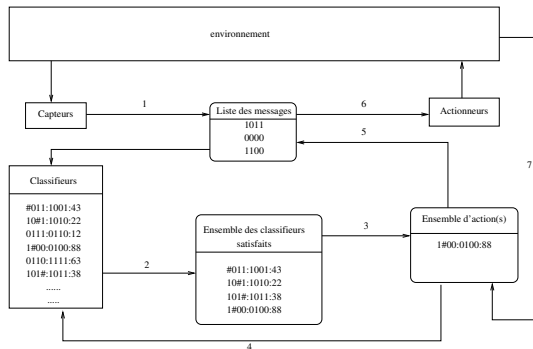 environnement
Capteurs
1
Liste des messages
1011
0000
1100
6
Actionneurs
5
7
Classifieurs
#011:1001:43
10#1:1010:22
0111:0110:12
1#00:0100:88
0110:1111:63
101#:1011:38
......
.....
2
Ensemble des classifieurs
satisfaits
#011:1001:43
10#1:1010:22
101#:1011:38
1#00:0100:88
3
Ensemble d'action(s)
1#00:0100:88
4